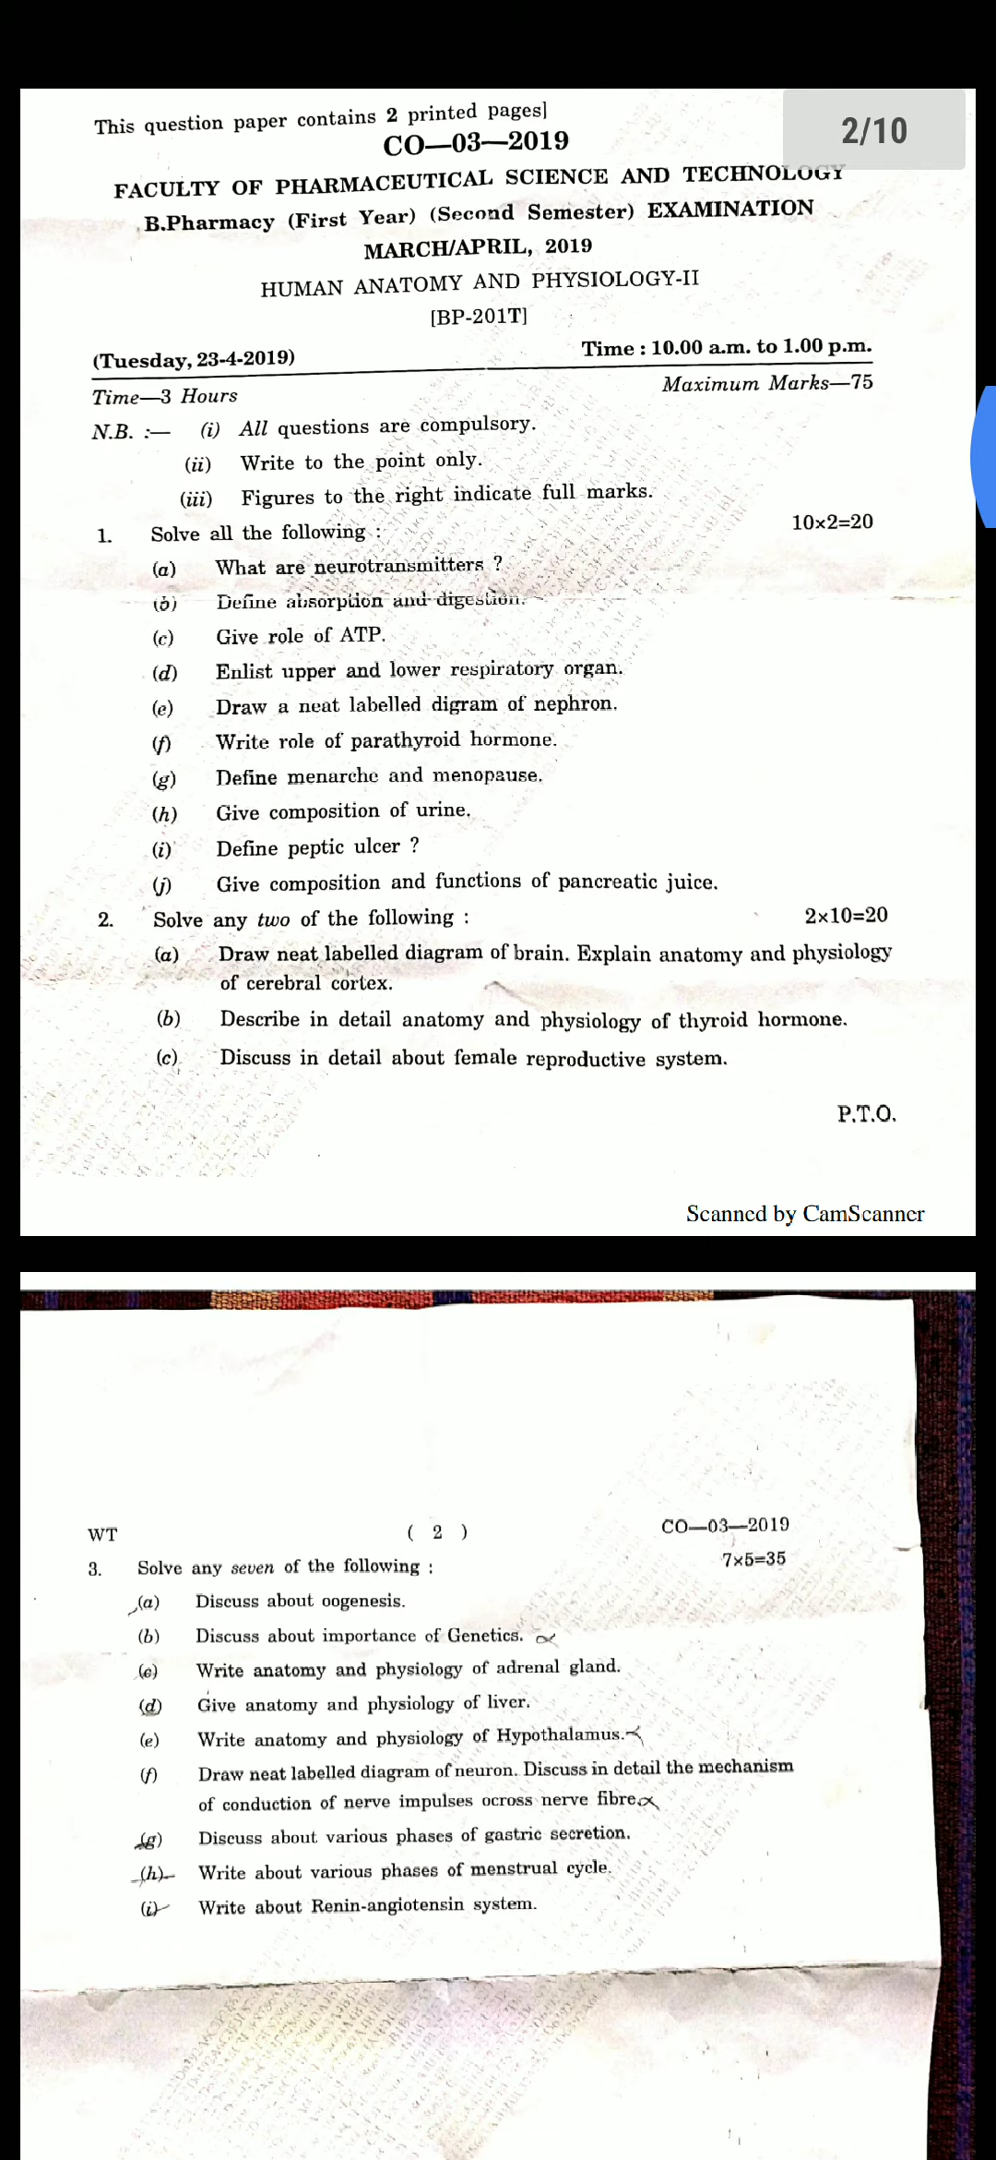 2/10
This question paper contains 2 printed pages]
CO—03—2019
FACULTY OF PHARMACEUTICAL SCIENCE AND TECHNOLOGY
B.Pharmacy (First Year) (Second Semester) EXAMINATION
MARCH/APRIL, 2019
HUMAN ANATOMY AND PHYSIOLOGY-II
[BP-201T]
(Tuesday, 23-4-2019) Time : 10.00 a.m. to 1.00 p.m.
Time—3 Hours Maximum Marks—75
N.B. :— (i) All questions are compulsory.
(ii) Write to the point only.
(iii) Figures to the right indicate full marks.
1. Solve all the following : 10×2=20
(a) What are neurotransmitters ?
(b) Define absorption and digestion.
(c) Give role of ATP.
(d) Enlist upper and lower respiratory organ.
(e) Draw a neat labelled digram of nephron.
(f) Write role of parathyroid hormone.
(g) Define menarche and menopause.
(h) Give composition of urine.
(i) Define peptic ulcer ?
(j) Give composition and functions of pancreatic juice.
2. Solve any two of the following : 2×10=20
(a) Draw neat labelled diagram of brain. Explain anatomy and physiology
of cerebral cortex.
(b) Describe in detail anatomy and physiology of thyroid hormone.
(c) Discuss in detail about female reproductive system.
P.T.O.
Scanned by CamScanner
WT ( 2 ) CO—03—2019
3. Solve any seven of the following : 7×5=35
(a) Discuss about oogenesis.
(b) Discuss about importance of Genetics.
(c) Write anatomy and physiology of adrenal gland.
(d) Give anatomy and physiology of liver.
(e) Write anatomy and physiology of Hypothalamus.
(f) Draw neat labelled diagram of neuron. Discuss in detail the mechanism
of conduction of nerve impulses ocross nerve fibre.
(g) Discuss about various phases of gastric secretion.
(h) Write about various phases of menstrual cycle.
(i) Write about Renin-angiotensin system.